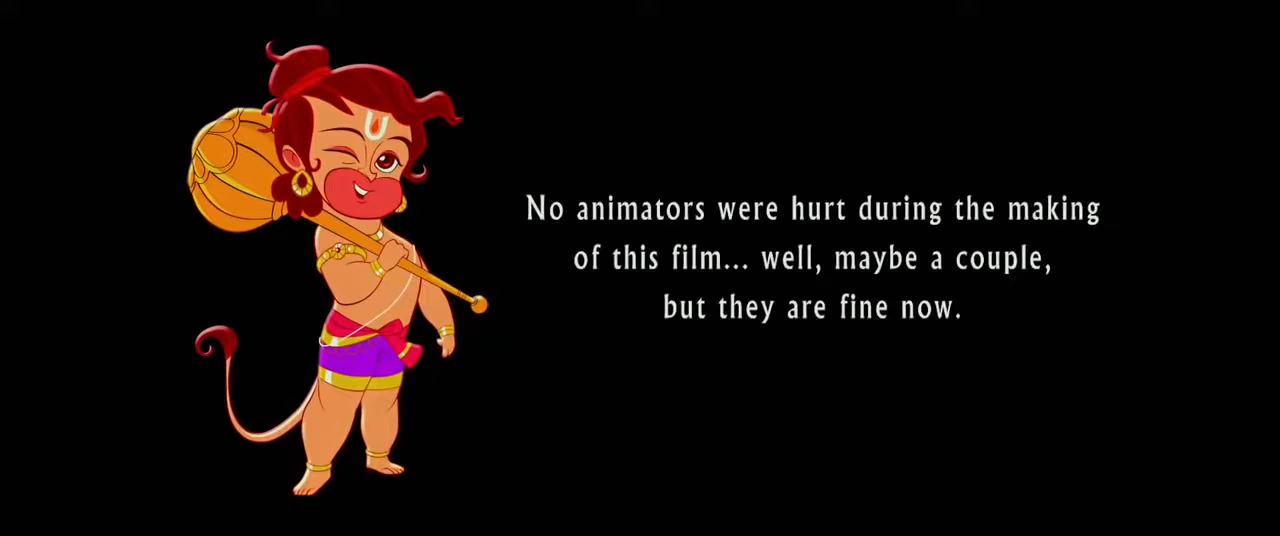 No animators were hurt during the making
of this film... well, maybe a couple,
but they are fine now.